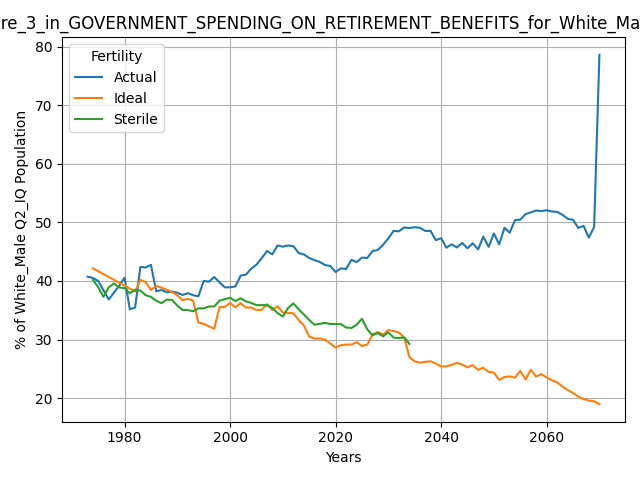 re_3_in_GOVERNMENT_SPENDING_ON_RETIREMENT_BENEFITS_for_White_Ma
Fertility
Actual
Ideal
Sterile
% of White_Male Q2_IQ Population
80
70
60
50
40
30
20
1980
2000
2020
2040
2060
Years